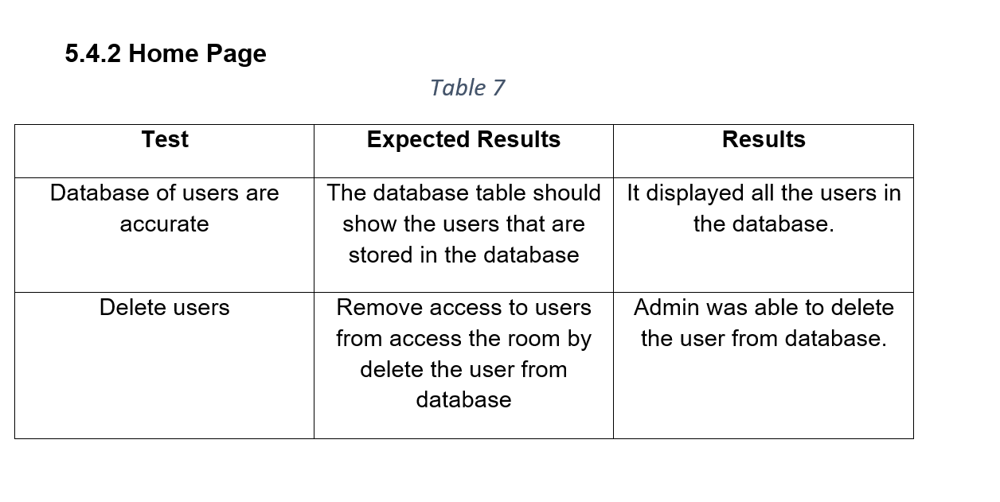 5.4.2 Home Page
Table 7
Test
Expected Results
Results
Database of users are
accurate
The database table should
show the users that are
stored in the database
It displayed all the users in
the database.
Delete users
Remove access to users
from access the room by
delete the user from
database
Admin was able to delete
the user from database.